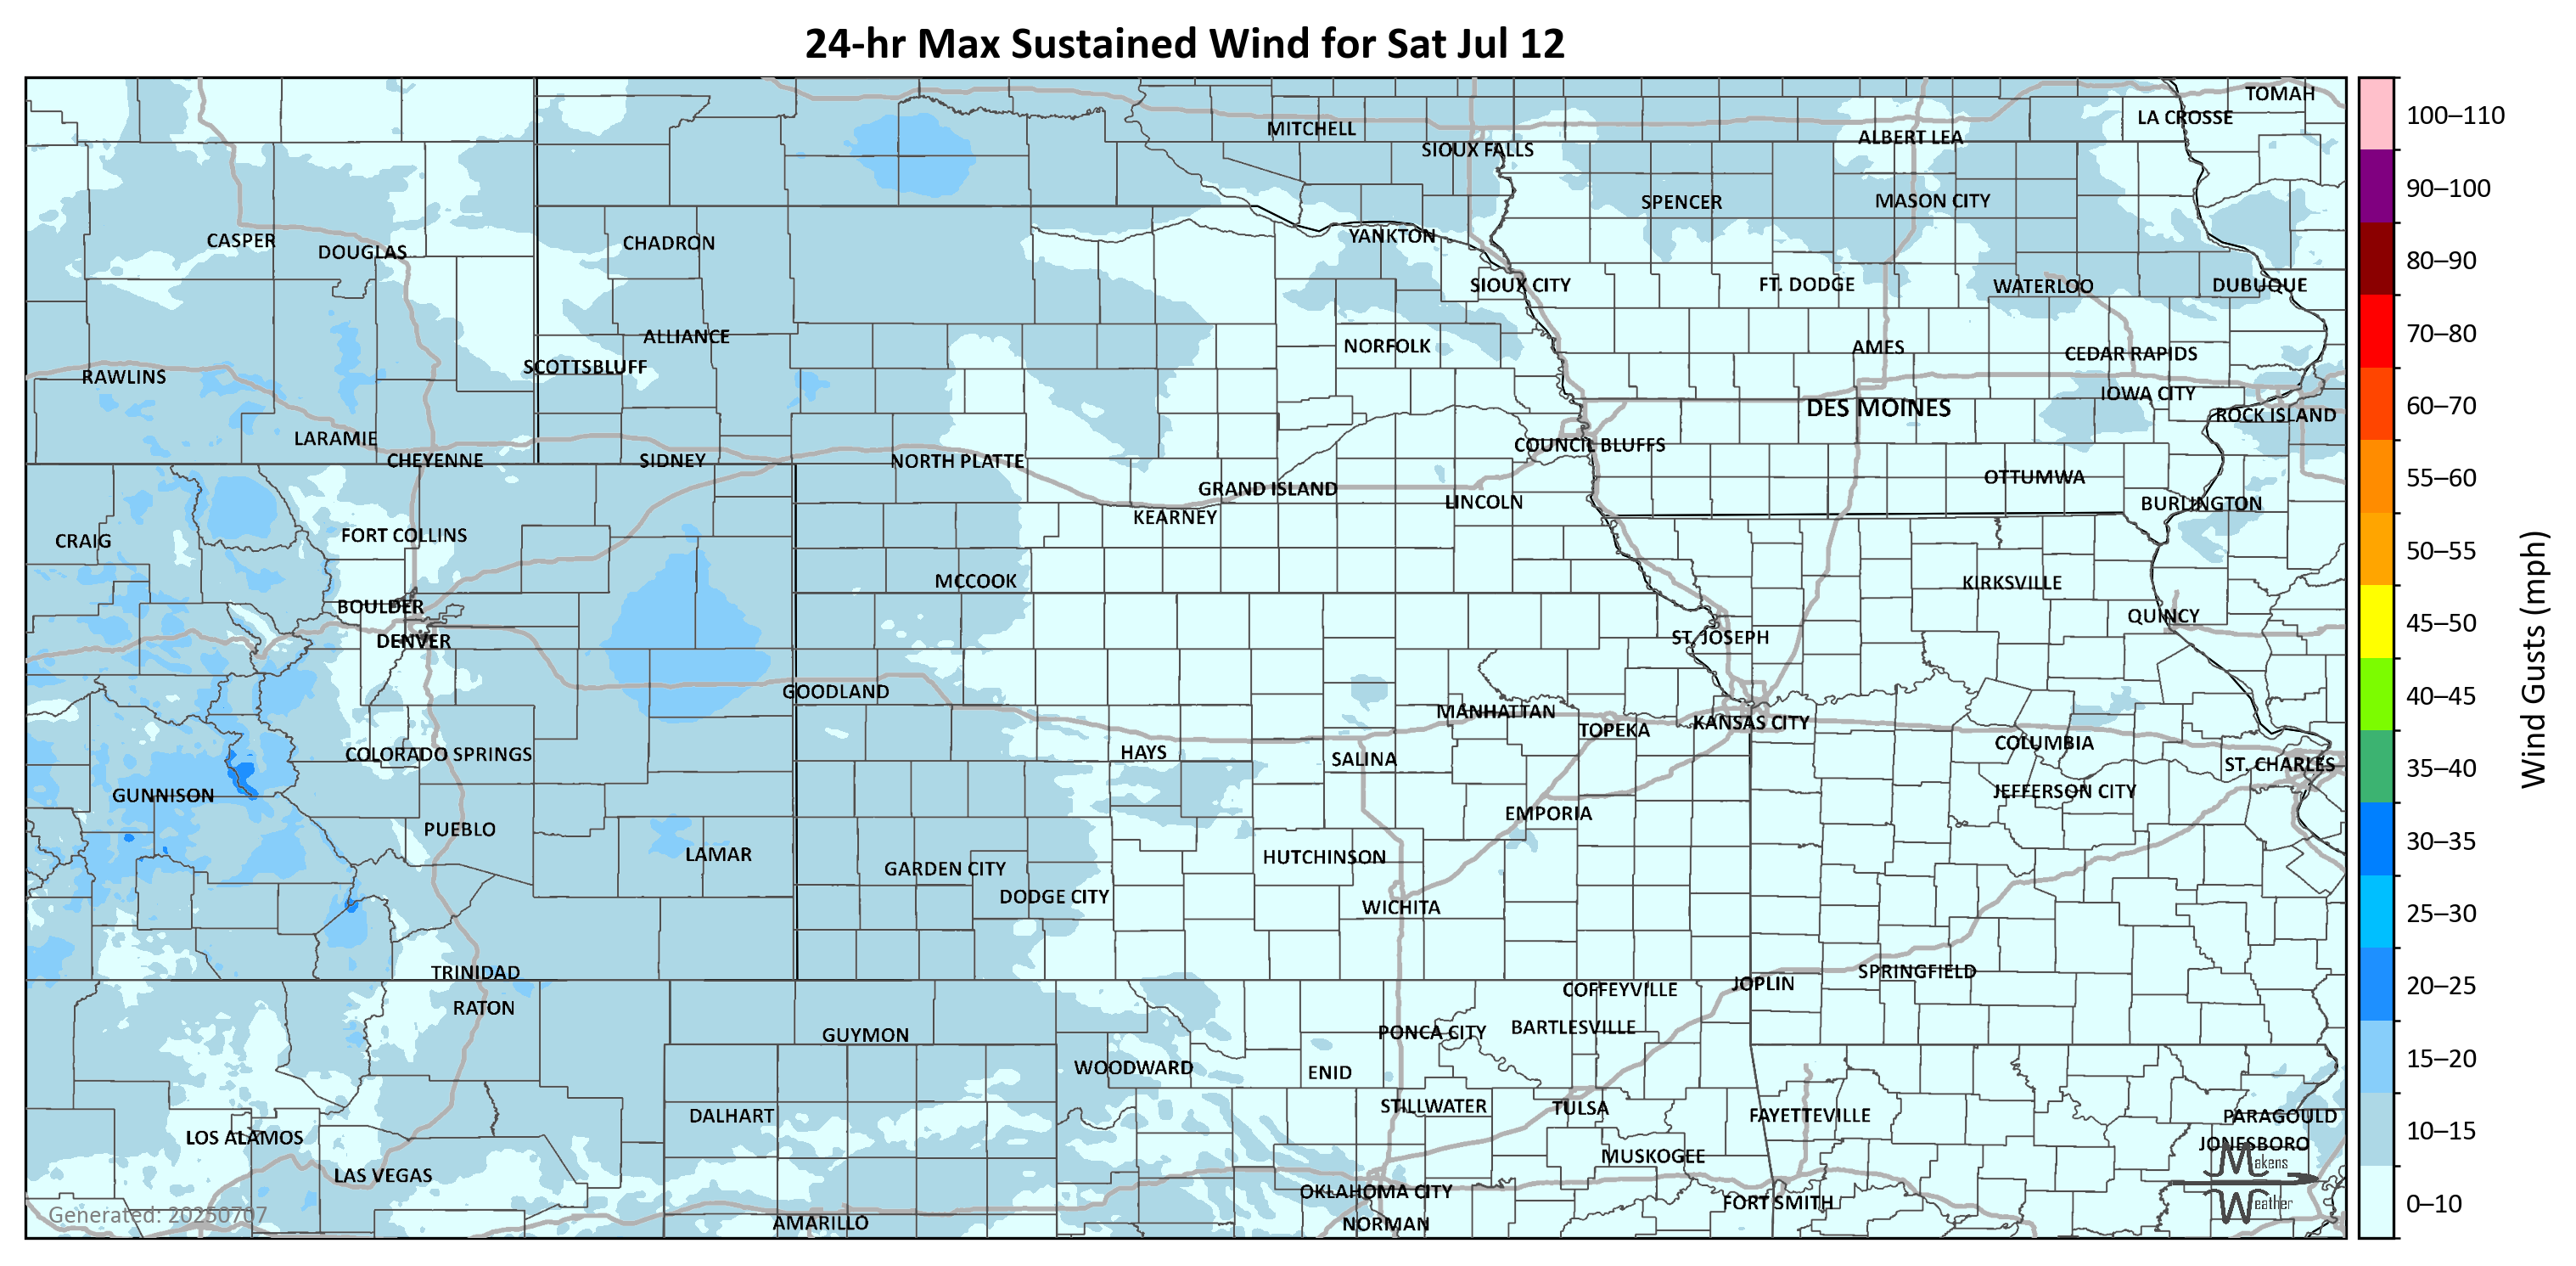 24-hr Max Sustained Wind for Sat Jul 12
TOMAH
LA CROSSE
MITCHELL
ALBERT LEA
SIOUX FALLS
SPENCER
MASON CITY
CASPER
DOUGLAS
CHADRON
YANKTON
SIOUX CITY
FT. DODGE
WATERLOO
DUBUQUE
ALLIANCE
NORFOLK
AMES
CEDAR RAPIDS
SCOTTSBLUFF
RAWLINS
IOWA CITY
DES MOINES
ROCK ISLAND
LARAMIE
COUNCIL BLUFFS
CHEYENNE
SIDNEY
NORTH PLATTE
OTTUMWA
GRAND ISLAND
LINCOLN
BURLINGTON
KEARNEY
CRAIG
FORT COLLINS
MCCOOK
KIRKSVILLE
BOULDER
QUINCY
DENVER
ST. JOSEPH
GOODLAND
MANHATTAN
TOPEKA
KANSAS CITY
COLUMBIA
COLORADO SPRINGS
HAYS
SALINA
ST. CHARLES
GUNNISON
JEFFERSON CITY
EMPORIA
PUEBLO
LAMAR
HUTCHINSON
GARDEN CITY
DODGE CITY
WICHITA
TRINIDAD
SPRINGFIELD
JOPLIN
COFFEYVILLE
RATON
GUYMON
PONCA CITY
BARTLESVILLE
WOODWARD
ENID
STILLWATER
TULSA
DALHART
FAYETTEVILLE
PARAGOULD
LOS ALAMOS
JONESBORO
MUSKOGEE
LAS VEGAS
OKLAHOMA CITY
FORT SMITH
AMARILLO
NORMAN
Makens
Weather
Generated: 20250707
100–110
90–100
80–90
70–80
60–70
55–60
50–55
45–50
40–45
35–40
30–35
25–30
20–25
15–20
10–15
0–10
Wind Gusts (mph)